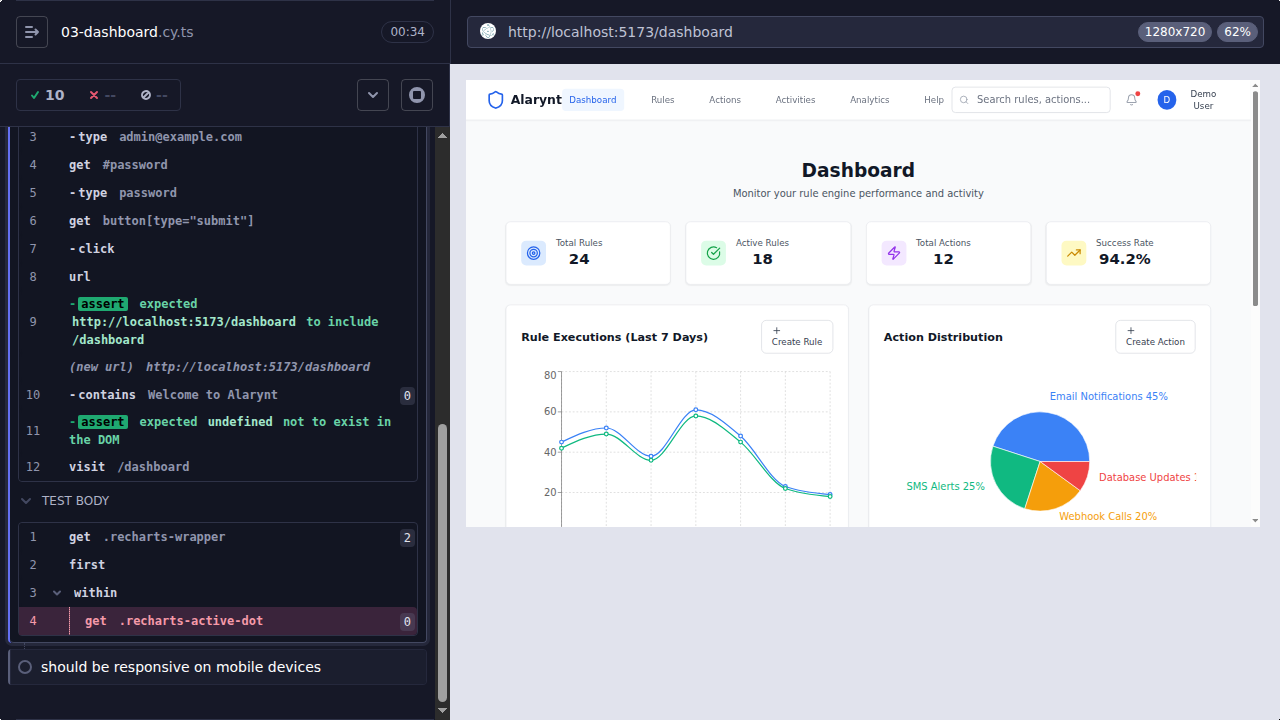 03-dashboard.cy.ts
00:34
10
--
--
3 -type admin@example.com
4 get #password
5 -type password
6 get button[type="submit"]
7 -click
8 url
-assert expected
9 http://localhost:5173/dashboard to include
/dashboard
(new url) http://localhost:5173/dashboard
10 -contains Welcome to Alarynt 0
-assert expected undefined not to exist in
11 the DOM
12 visit /dashboard
TEST BODY
1 get .recharts-wrapper 2
2 first
3 within
4 get .recharts-active-dot 0
should be responsive on mobile devices
http://localhost:5173/dashboard
1280x720
62%
Alarynt
Dashboard
Rules
Actions
Activities
Analytics
Help
Search rules, actions...
D
Demo
User
Dashboard
Monitor your rule engine performance and activity
Total Rules
24
Active Rules
18
Total Actions
12
Success Rate
94.2%
Rule Executions (Last 7 Days)
+
Create Rule
80
60
40
20
Action Distribution
+
Create Action
Email Notifications 45%
SMS Alerts 25%
Database Updates
Webhook Calls 20%